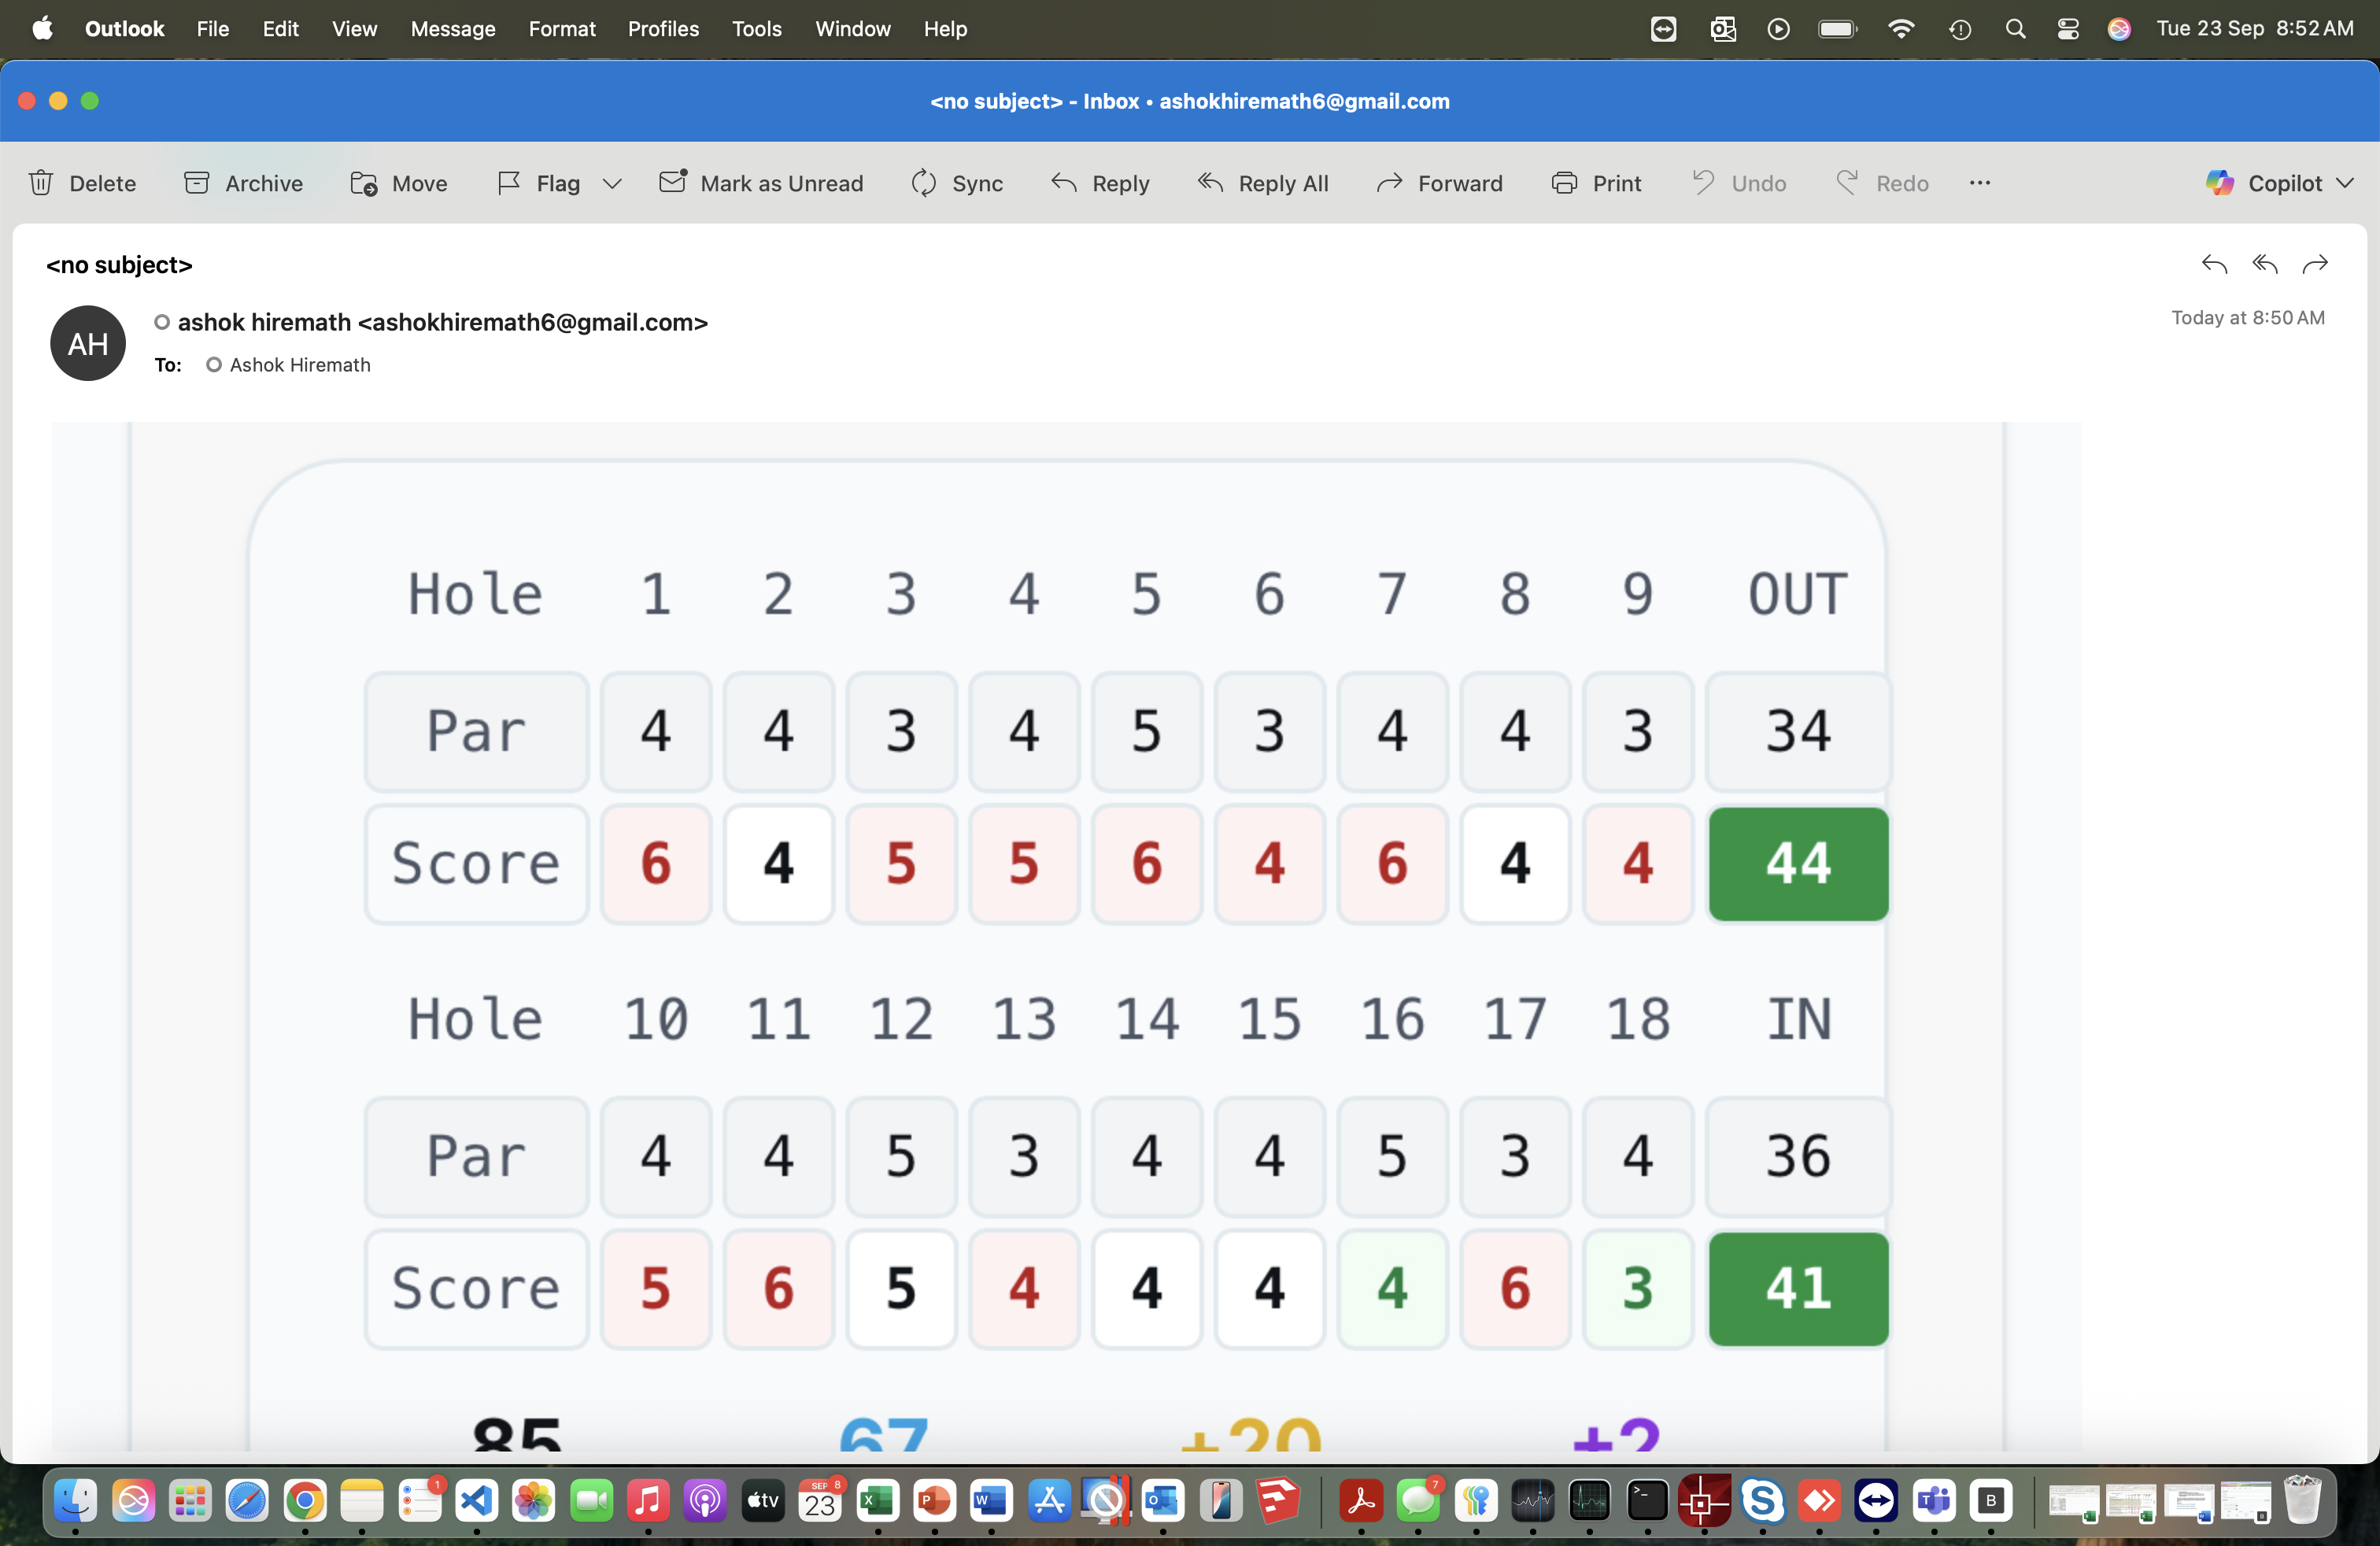 Outlook File Edit View Message Format Profiles Tools Window Help Tue 23 Sep 8:52 AM
<no subject> - Inbox • ashokhiremath6@gmail.com
Delete Archive Move Flag Mark as Unread Sync Reply Reply All Forward Print Undo Redo ... Copilot
<no subject>
AH
ashok hiremath <ashokhiremath6@gmail.com>
Today at 8:50 AM
To: Ashok Hiremath
Hole 1 2 3 4 5 6 7 8 9 OUT
Par 4 4 3 4 5 3 4 4 3 34
Score 6 4 5 5 6 4 6 4 4 44
Hole 10 11 12 13 14 15 16 17 18 IN
Par 4 4 5 3 4 4 5 3 4 36
Score 5 6 5 4 4 4 4 6 3 41
85 67 +20 +2
1 tv SEP 8 23 X P W O 7 S T B